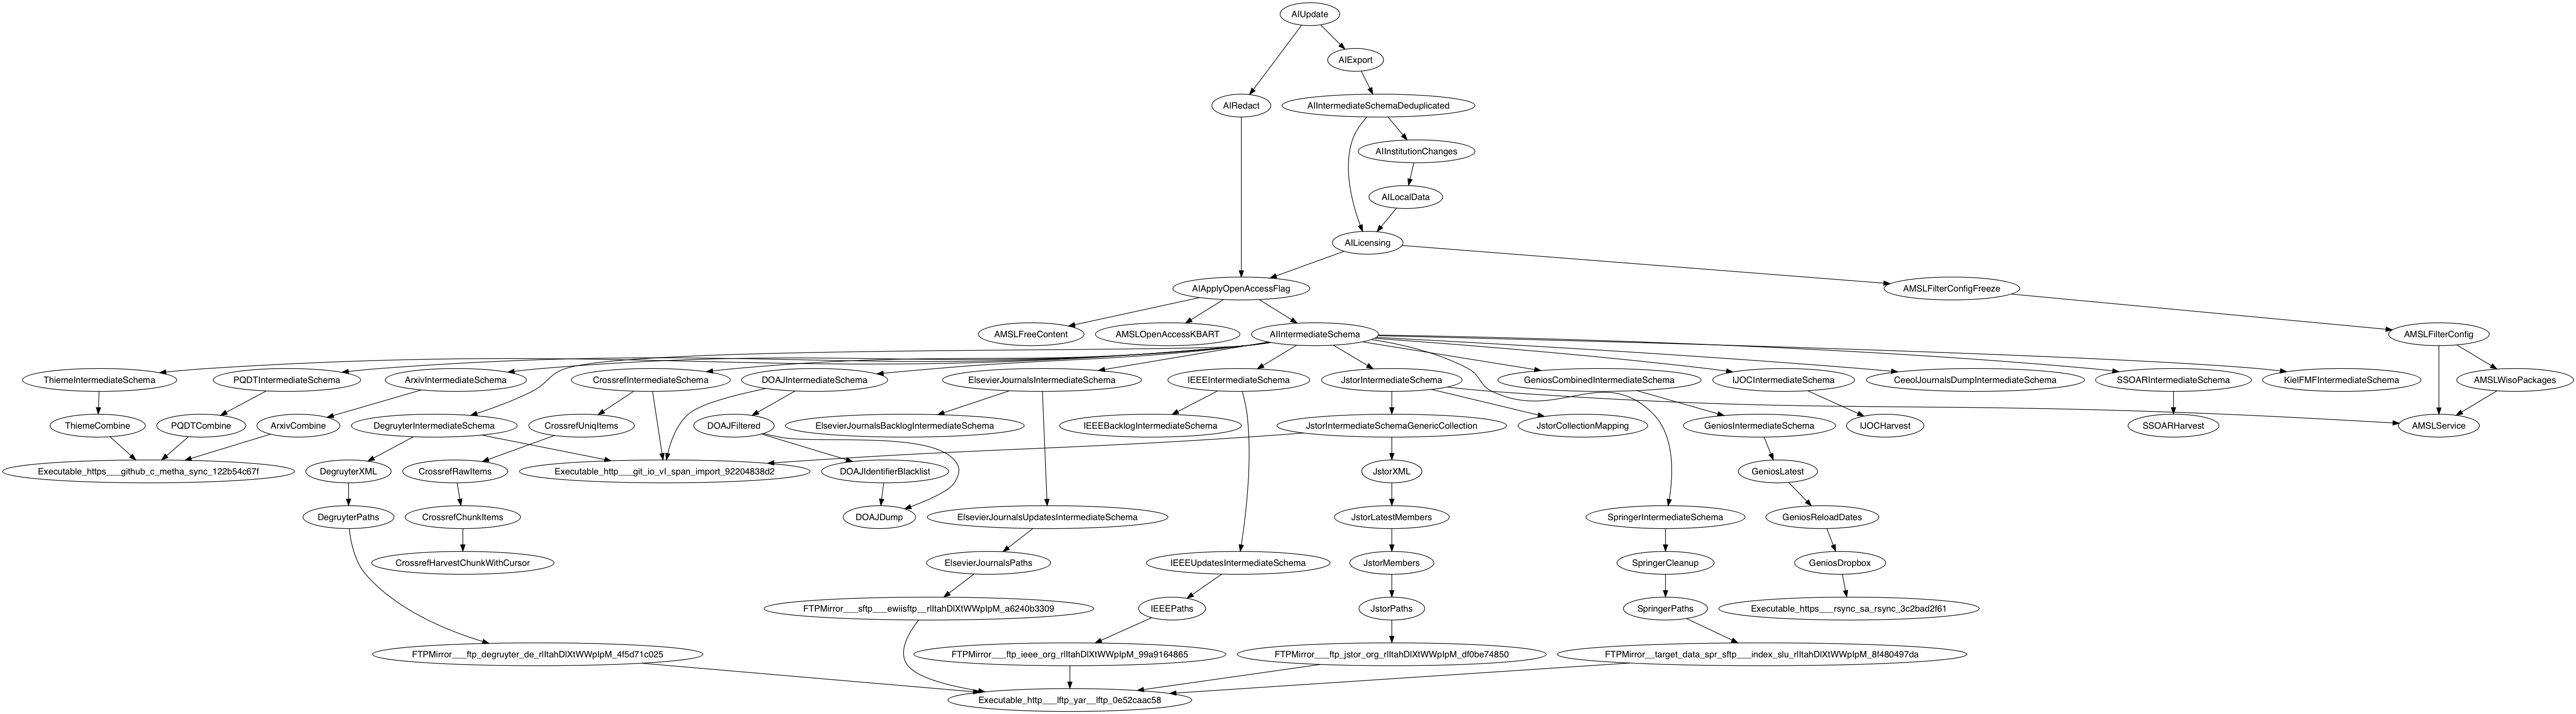 AIUpdate
AIExport
AIRedact
AIIntermediateSchemaDeduplicated
AIInstitutionChanges
AILocalData
AILicensing
AIApplyOpenAccessFlag
AMSLFilterConfigFreeze
AMSLFreeContent
AMSLOpenAccessKBART
AIIntermediateSchema
AMSLFilterConfig
ThiemeIntermediateSchema
PQDTIntermediateSchema
ArxivIntermediateSchema
CrossrefIntermediateSchema
DOAJIntermediateSchema
ElsevierJournalsIntermediateSchema
IEEEIntermediateSchema
JstorIntermediateSchema
GeniosCombinedIntermediateSchema
IJOCIntermediateSchema
CeeolJournalsDumpIntermediateSchema
SSOARIntermediateSchema
KielFMFIntermediateSchema
AMSLWisoPackages
ThiemeCombine
PQDTCombine
ArxivCombine
DegruyterIntermediateSchema
CrossrefUniqItems
DOAJFiltered
ElsevierJournalsBacklogIntermediateSchema
IEEEBacklogIntermediateSchema
JstorIntermediateSchemaGenericCollection
JstorCollectionMapping
GeniosIntermediateSchema
IJOCHarvest
SSOARHarvest
AMSLService
Executable_https___github_c_metha_sync_122b54c67f
DegruyterXML
CrossrefRawItems
Executable_http___git_io_vI_span_import_92204838d2
DOAJIdentifierBlacklist
JstorXML
GeniosLatest
DegruyterPaths
CrossrefChunkItems
DOAJDump
ElsevierJournalsUpdatesIntermediateSchema
JstorLatestMembers
SpringerIntermediateSchema
GeniosReloadDates
CrossrefHarvestChunkWithCursor
ElsevierJournalsPaths
IEEEUpdatesIntermediateSchema
JstorMembers
SpringerCleanup
GeniosDropbox
FTPMirror___sftp___ewiisftp__rIltahDlXtWWpIpM_a6240b3309
IEEEPaths
JstorPaths
SpringerPaths
Executable_https___rsync_sa_rsync_3c2bad2f61
FTPMirror___ftp_degruyter_de_rIltahDlXtWWpIpM_4f5d71c025
FTPMirror___ftp_ieee_org_rIltahDlXtWWpIpM_99a9164865
FTPMirror___ftp_jstor_org_rIltahDlXtWWpIpM_df0be74850
FTPMirror__target_data_spr_sftp___index_slu_rIltahDlXtWWpIpM_8f480497da
Executable_http___lftp_yar__lftp_0e52caac58